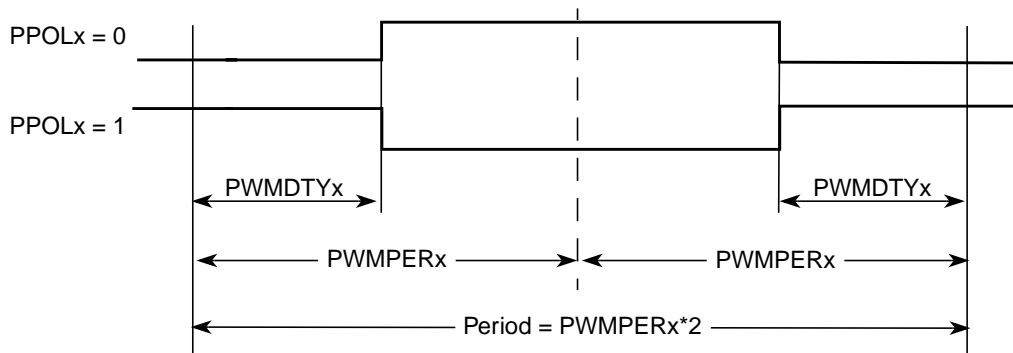 PPOLx = 0
PPOLx = 1
PWMDTYx
PWMDTYx
PWMPERx
PWMPERx
Period = PWMPERx*2